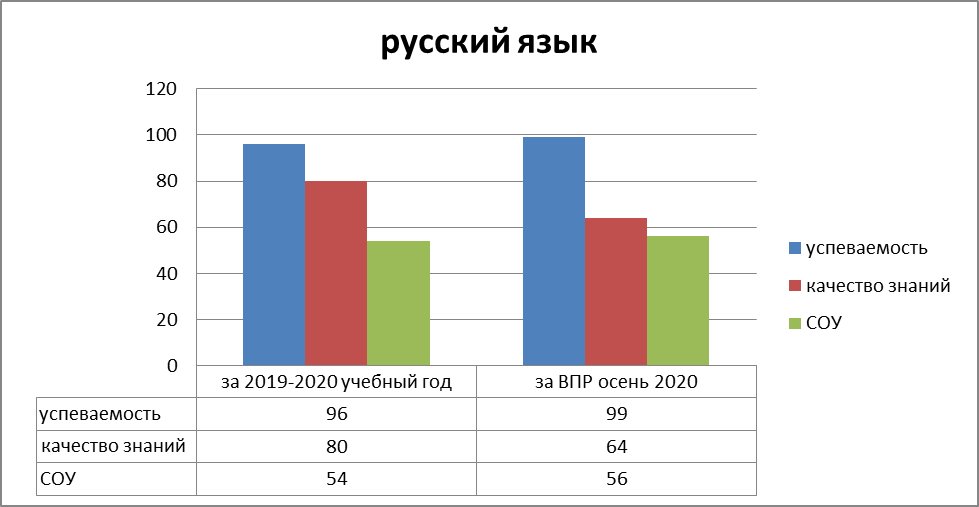 русский язык
120
100
80
60
40
20
0
успеваемость
качество знаний
СОУ
за 2019-2020 учебный год за ВПР осень 2020
успеваемость 96 99
качество знаний 80 64
СОУ 54 56